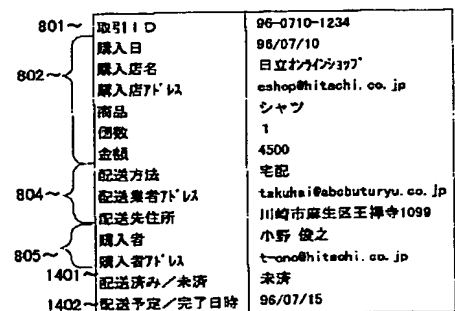 801 取引ID 96-0710-1234
購入日 96/07/10
802 購入店名 日立オンラインショップ
購入店アドレス eshop@hitachi.co.jp
商品 シャツ
個数 1
金額 4500
配送方法 宅配
804 配送業者アドレス takuhai@abcbuturyu.co.jp
配送先住所 川崎市麻生区王禅寺1099
805 購入者 小野 俊之
購入者アドレス t-ono@hitachi.co.jp
1401 配送済み/未済 未済
1402 配送予定/完了日時 96/07/15